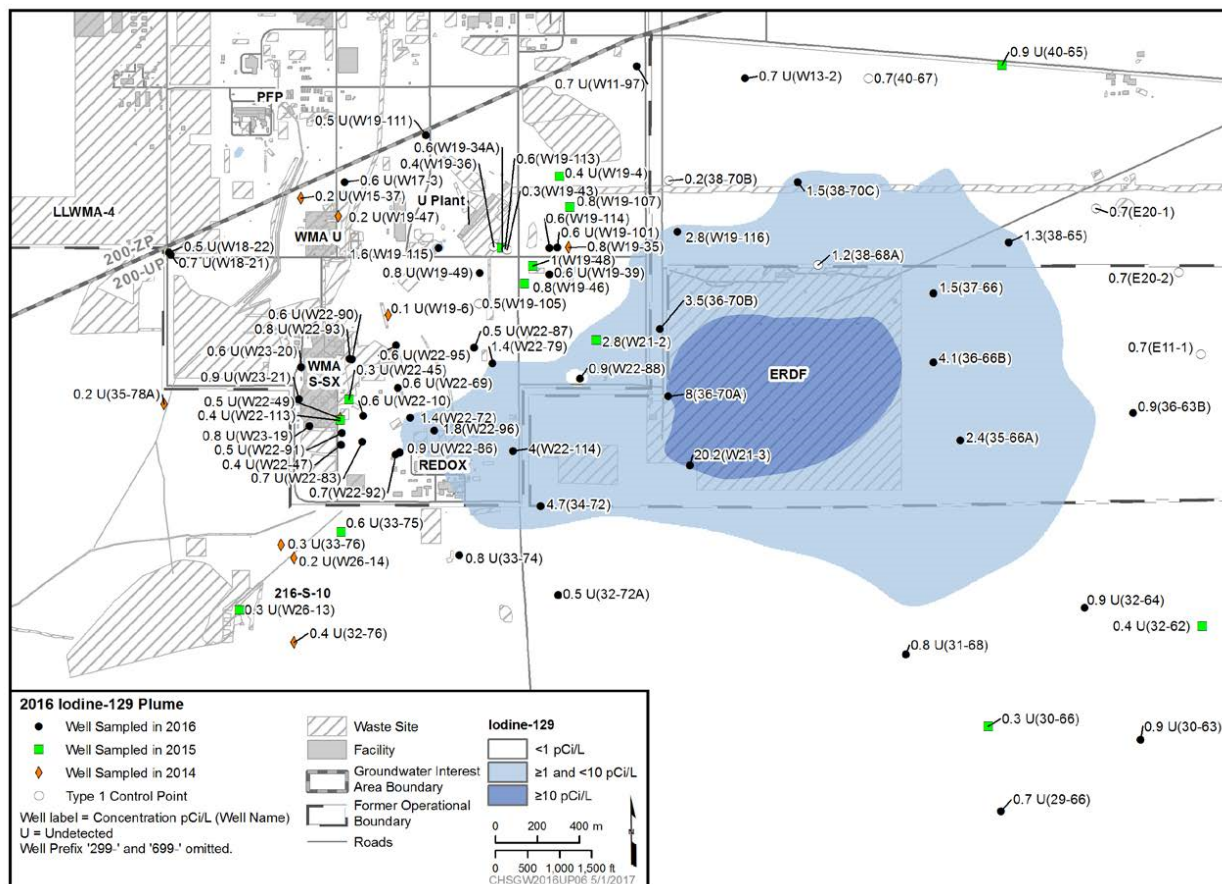 0.9 U(40-65)
0.7 U(W13-2)
0.7(40-67)
0.7 U(W11-97)
PFP
0.5 U(W19-111)
0.6(W19-34A)
0.4(W19-36)
0.6(W19-113)
0.4 U(W19-4)
0.3(W19-43)
0.6 U(W17-3)
0.2(38-70B)
1.5(38-70C)
0.2 U(W15-37)
0.8(W19-107)
U Plant
0.7(E20-1)
LLWMA-4
0.2 U(W19-47)
0.6(W19-114)
2.8(W19-116)
WMA U
0.6 U(W19-101)
1.3(38-65)
200-ZP
200-UP
0.5 U(W18-22)
1.6(W19-115)
0.8(W19-35)
0.7 U(W18-21)
1(W19-48)
1.2(38-68A)
0.8 U(W19-49)
0.6 U(W19-39)
0.7(E20-2)
0.8(W19-46)
1.5(37-66)
0.5(W19-105)
0.1 U(W19-6)
0.6 U(W22-90)
3.5(36-70B)
0.8 U(W22-93)
0.5 U(W22-87)
2.8(W21-2)
1.4(W22-79)
0.6 U(W23-20)
0.6 U(W22-95)
0.7(E11-1)
WMA
S-SX
0.3 U(W22-45)
4.1(36-66B)
0.9 U(W23-21)
0.9(W22-88)
ERDF
0.6 U(W22-69)
0.2 U(35-78A)
0.5 U(W22-49)
0.6 U(W22-10)
8(36-70A)
0.4 U(W22-113)
1.4(W22-72)
0.9(36-63B)
1.8(W22-96)
0.8 U(W23-19)
0.5 U(W22-91)
0.9 U(W22-86)
4(W22-114)
2.4(35-66A)
0.4 U(W22-47)
REDOX
20.2(W21-3)
0.7 U(W22-83)
0.7(W22-92)
4.7(34-72)
0.6 U(33-75)
0.3 U(33-76)
0.8 U(33-74)
0.2 U(W26-14)
216-S-10
0.5 U(32-72A)
0.3 U(W26-13)
0.9 U(32-64)
0.4 U(32-62)
0.4 U(32-76)
0.8 U(31-68)
0.3 U(30-66)
0.9 U(30-63)
0.7 U(29-66)
2016 Iodine-129 Plume
Well Sampled in 2016
Well Sampled in 2015
Well Sampled in 2014
Type 1 Control Point
Well label = Concentration pCi/L (Well Name)
U = Undetected
Well Prefix '299-' and '699-' omitted.
Waste Site
Facility
Groundwater Interest
Area Boundary
Former Operational
Boundary
Roads
Iodine-129
<1 pCi/L
≥1 and <10 pCi/L
≥10 pCi/L
0 200 400 m
0 500 1,000 1,500 ft
CHSGW2016UP06 5/1/2017